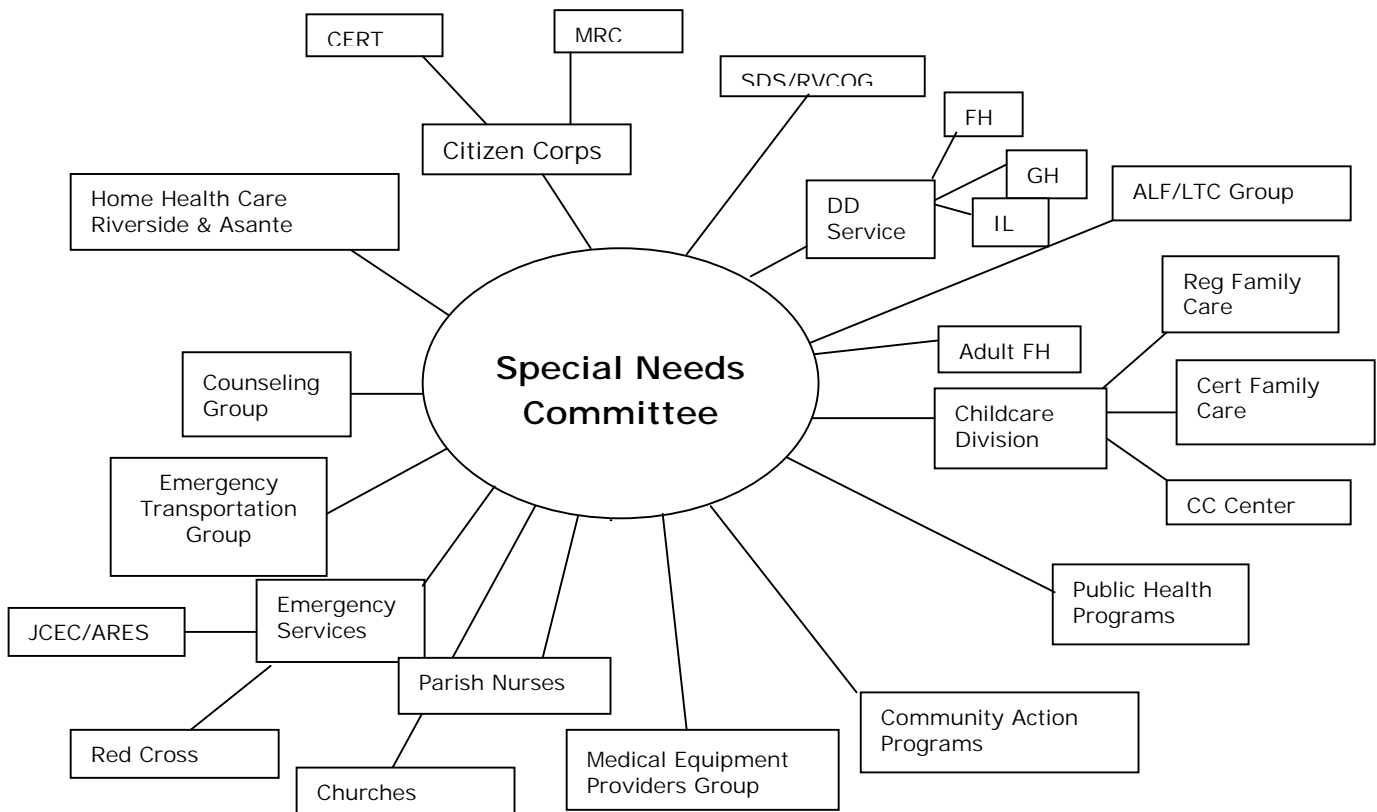 CERT
MRC
SDS/RVCOG
FH
Citizen Corps
GH
ALF/LTC Group
Home Health Care
Riverside & Asante
DD
Service
IL
Reg Family
Care
Adult FH
Special Needs
Committee
Counseling
Group
Childcare
Division
Cert Family
Care
Emergency
Transportation
Group
CC Center
Public Health
Programs
JCEC/ARES
Emergency
Services
Parish Nurses
Community Action
Programs
Red Cross
Churches
Medical Equipment
Providers Group